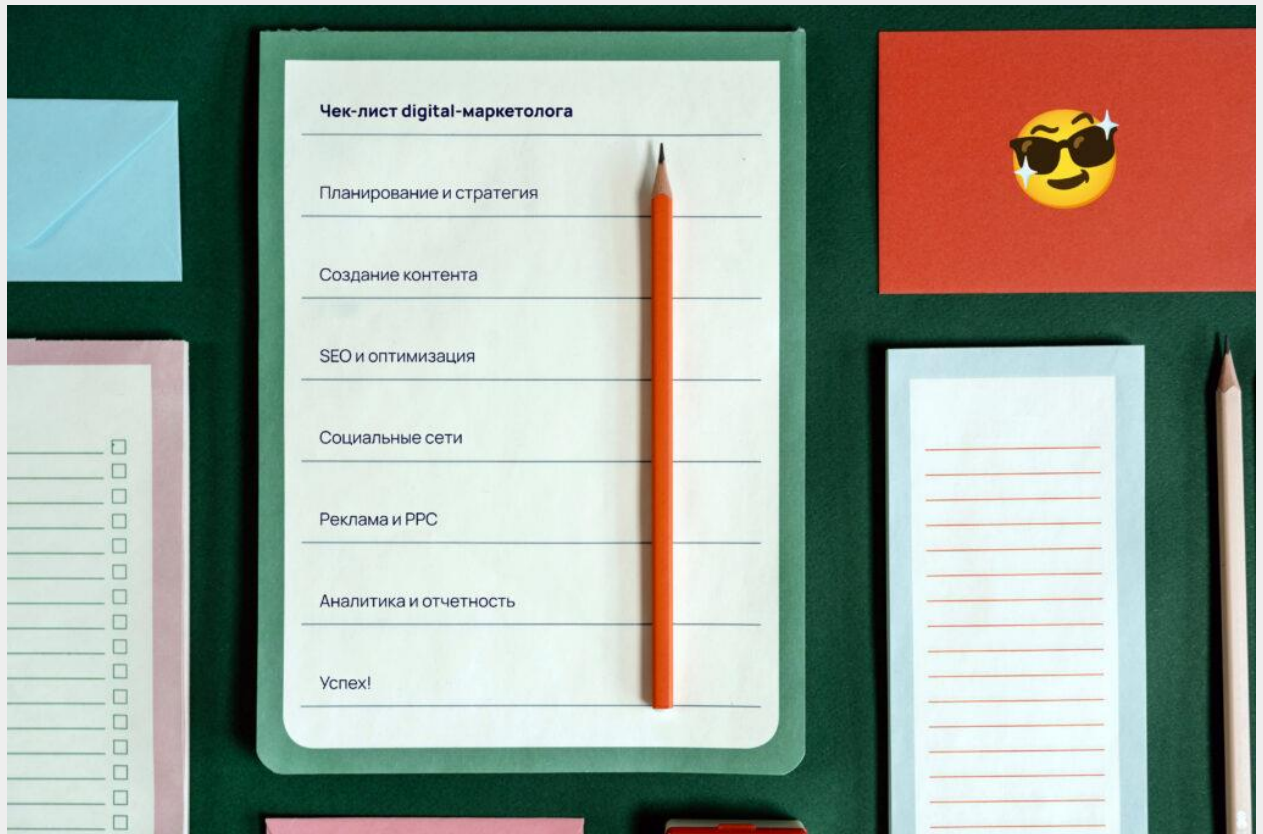 Чек-лист digital-маркетолога
Планирование и стратегия
Создание контента
SEO и оптимизация
Социальные сети
Реклама и PPC
Аналитика и отчетность
Успех!